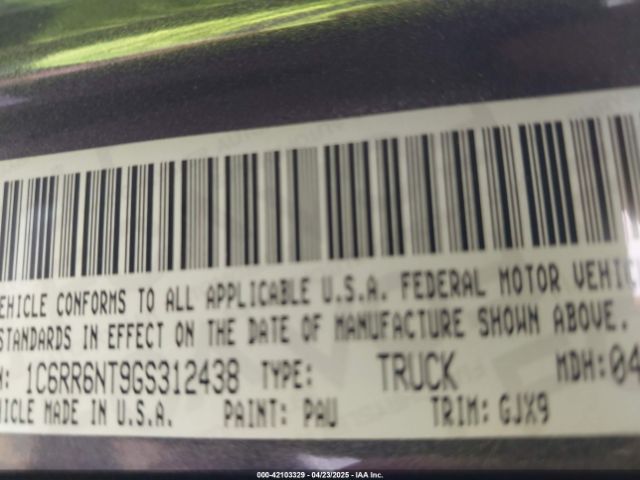 VEHICLE CONFORMS TO ALL APPLICABLE U.S.A. FEDERAL MOTOR VEHIC
STANDARDS IN EFFECT ON THE DATE OF MANUFACTURE SHOWN ABOVE.
N: 1C6RR6NT9GS312438 TYPE: TRUCK MDH:04
ICLE MADE IN U.S.A. PAINT: PAU TRIM: GJX9
000-42103329 - 04/23/2025 - IAA Inc.